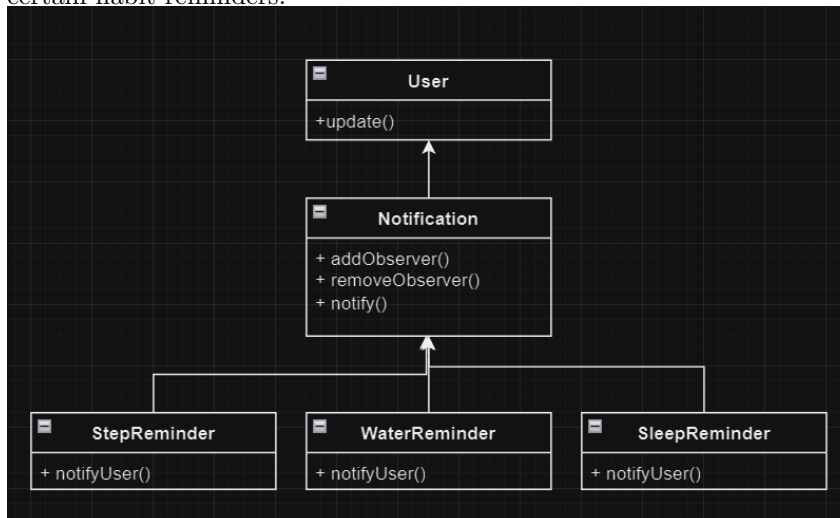 certain habit reminders.
User
+update()
Notification
+ addObserver()
+ removeObserver()
+ notify()
StepReminder
+ notifyUser()
WaterReminder
+ notifyUser()
SleepReminder
+ notifyUser()